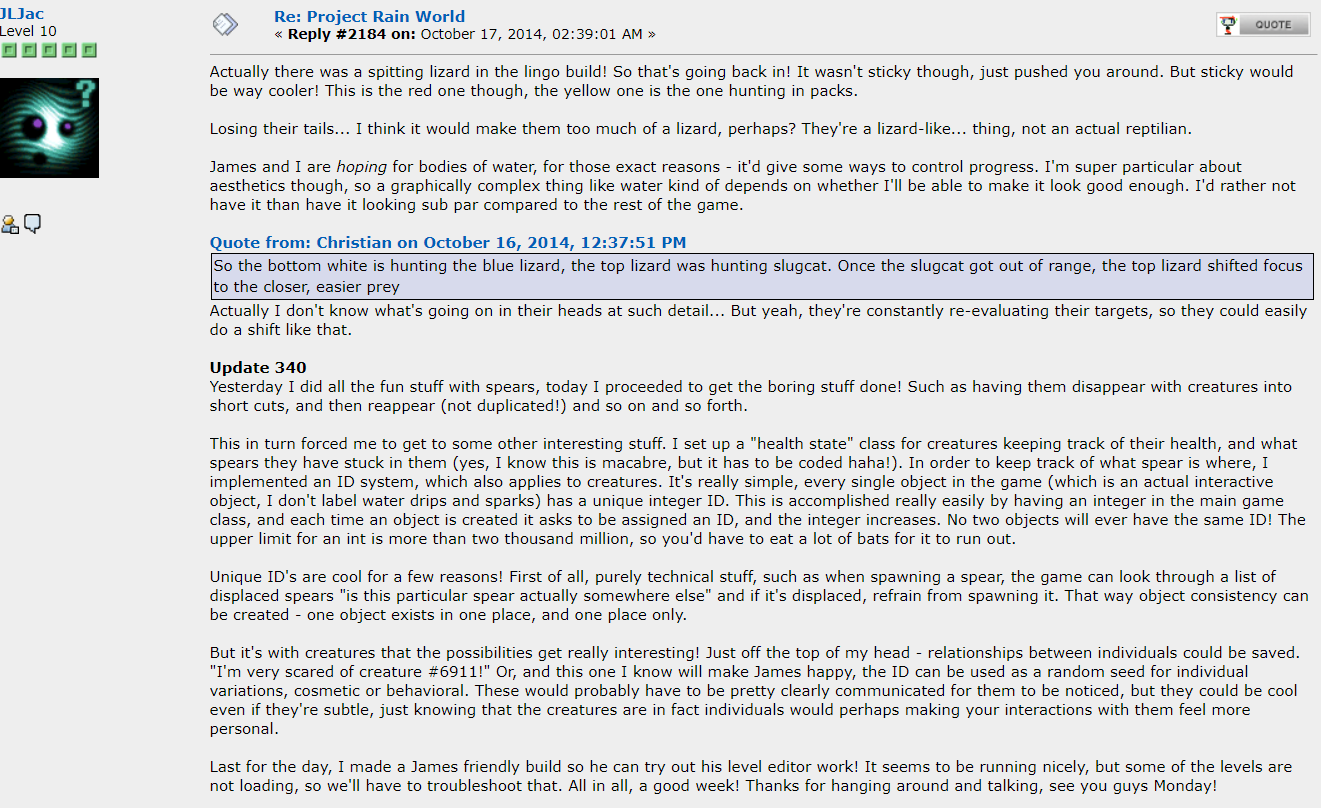 JLJac
Level 10
Re: Project Rain World
« Reply #2184 on: October 17, 2014, 02:39:01 AM »
QUOTE
Actually there was a spitting lizard in the lingo build! So that's going back in! It wasn't sticky though, just pushed you around. But sticky would
be way cooler! This is the red one though, the yellow one is the one hunting in packs.
Losing their tails... I think it would make them too much of a lizard, perhaps? They're a lizard-like... thing, not an actual reptilian.
James and I are hoping for bodies of water, for those exact reasons - it'd give some ways to control progress. I'm super particular about
aesthetics though, so a graphically complex thing like water kind of depends on whether I'll be able to make it look good enough. I'd rather not
have it than have it looking sub par compared to the rest of the game.
Quote from: Christian on October 16, 2014, 12:37:51 PM
So the bottom white is hunting the blue lizard, the top lizard was hunting slugcat. Once the slugcat got out of range, the top lizard shifted focus
to the closer, easier prey
Actually I don't know what's going on in their heads at such detail... But yeah, they're constantly re-evaluating their targets, so they could easily
do a shift like that.
Update 340
Yesterday I did all the fun stuff with spears, today I proceeded to get the boring stuff done! Such as having them disappear with creatures into
short cuts, and then reappear (not duplicated!) and so on and so forth.
This in turn forced me to get to some other interesting stuff. I set up a "health state" class for creatures keeping track of their health, and what
spears they have stuck in them (yes, I know this is macabre, but it has to be coded haha!). In order to keep track of what spear is where, I
implemented an ID system, which also applies to creatures. It's really simple, every single object in the game (which is an actual interactive
object, I don't label water drips and sparks) has a unique integer ID. This is accomplished really easily by having an integer in the main game
class, and each time an object is created it asks to be assigned an ID, and the integer increases. No two objects will ever have the same ID! The
upper limit for an int is more than two thousand million, so you'd have to eat a lot of bats for it to run out.
Unique ID's are cool for a few reasons! First of all, purely technical stuff, such as when spawning a spear, the game can look through a list of
displaced spears "is this particular spear actually somewhere else" and if it's displaced, refrain from spawning it. That way object consistency can
be created - one object exists in one place, and one place only.
But it's with creatures that the possibilities get really interesting! Just off the top of my head - relationships between individuals could be saved.
"I'm very scared of creature #6911!" Or, and this one I know will make James happy, the ID can be used as a random seed for individual
variations, cosmetic or behavioral. These would probably have to be pretty clearly communicated for them to be noticed, but they could be cool
even if they're subtle, just knowing that the creatures are in fact individuals would perhaps making your interactions with them feel more
personal.
Last for the day, I made a James friendly build so he can try out his level editor work! It seems to be running nicely, but some of the levels are
not loading, so we'll have to troubleshoot that. All in all, a good week! Thanks for hanging around and talking, see you guys Monday!